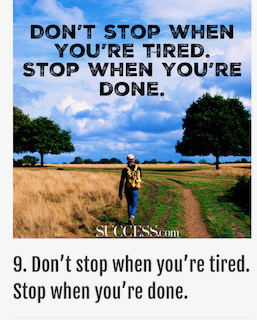 DON'T STOP WHEN
YOU'RE TIRED.
STOP WHEN YOU'RE
DONE.
SUCCESS.com
9. Don't stop when you're tired.
Stop when you're done.